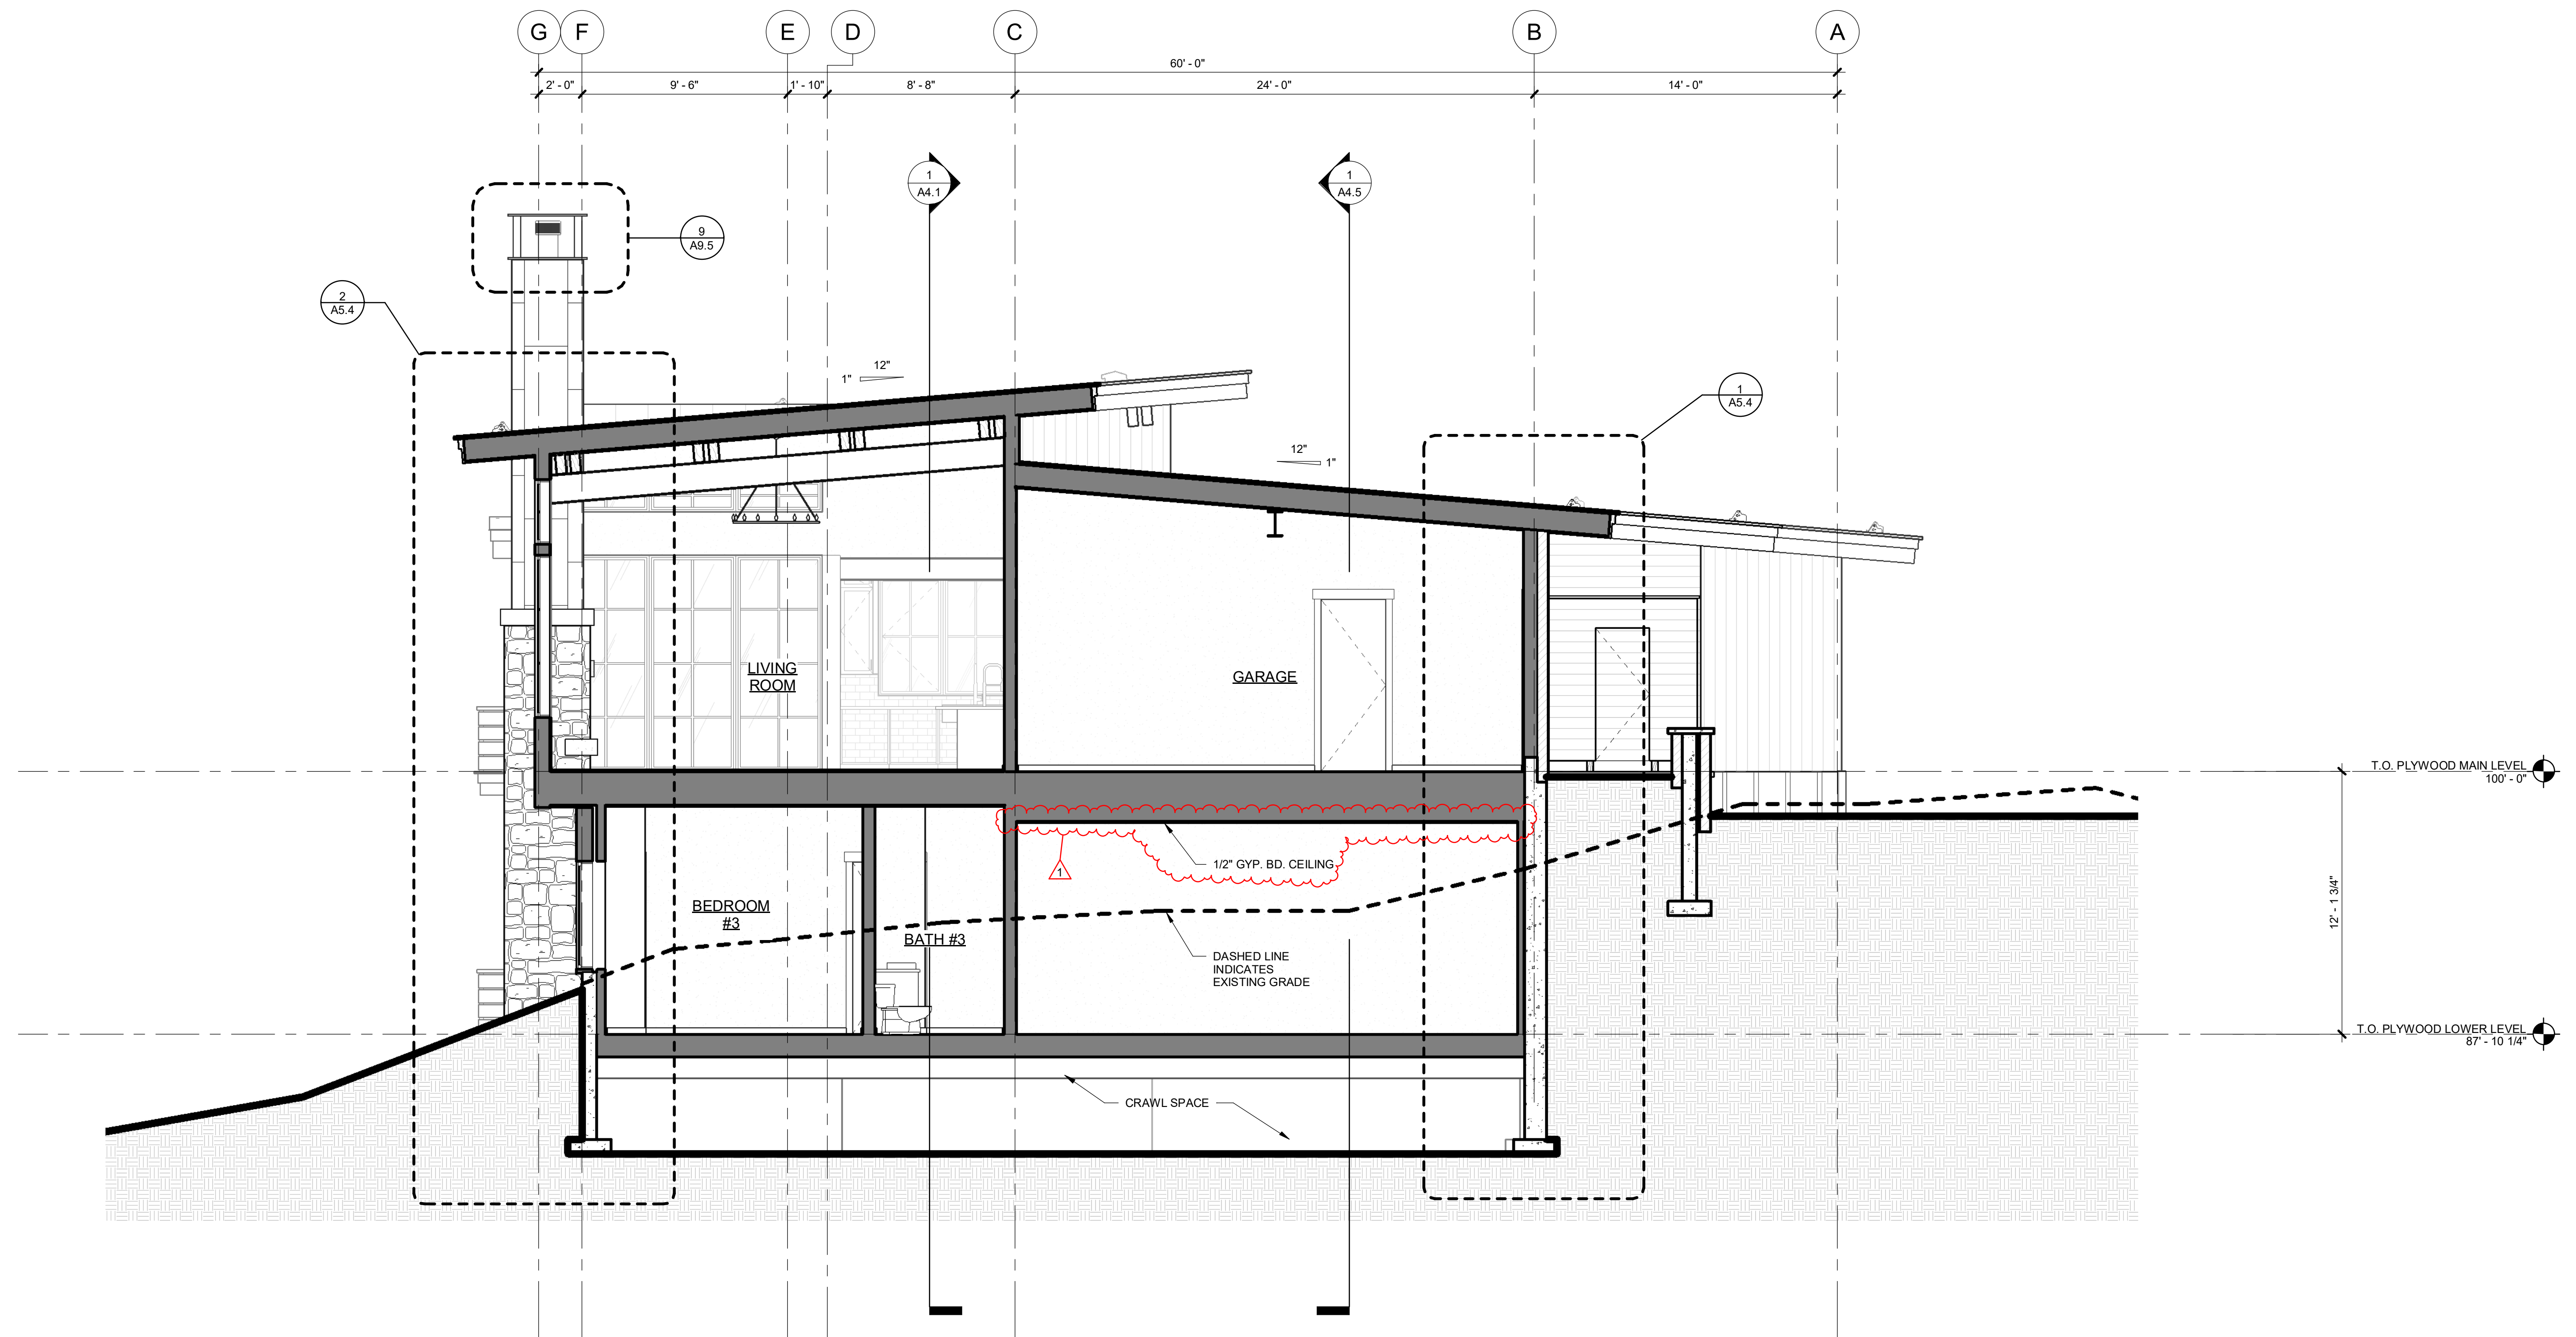 G
F
E
D
C
B
A
60' - 0"
2' - 0"
9' - 6"
1' - 10"
8' - 8"
24' - 0"
14' - 0"
1
A4.1
1
A4.5
9
A9.5
2
A5.4
12"
1"
1
A5.4
12"
1"
LIVING
ROOM
GARAGE
T.O. PLYWOOD MAIN LEVEL
100' - 0"
1/2" GYP. BD. CEILING
1
BEDROOM
#3
BATH #3
12' - 1 3/4"
DASHED LINE
INDICATES
EXISTING GRADE
T.O. PLYWOOD LOWER LEVEL
87' - 10 1/4"
CRAWL SPACE